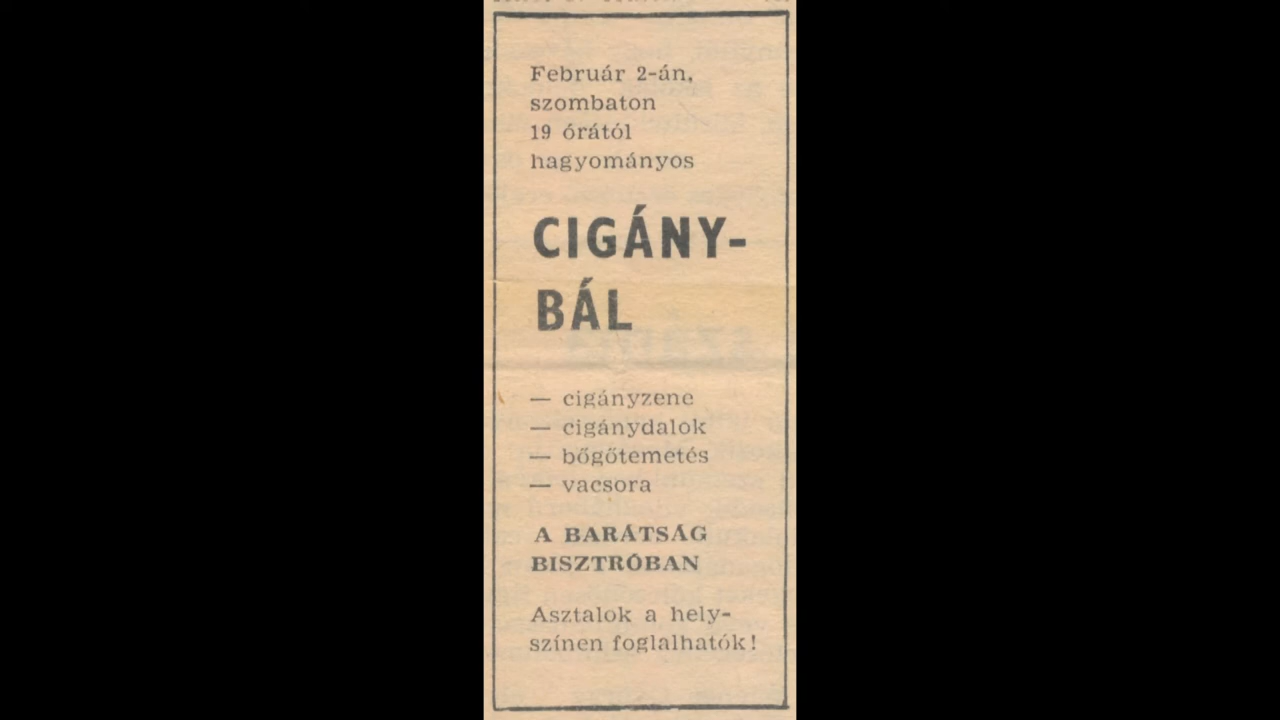 Február 2-án,
szombaton
19 órától
hagyományos
CIGÁNY-
BÁL
— cigányzene
— cigánydalok
— bőgőtemetés
— vacsora
A BARÁTSÁG
BISZTRÓBAN
Asztalok a hely-
színen foglalhatók!